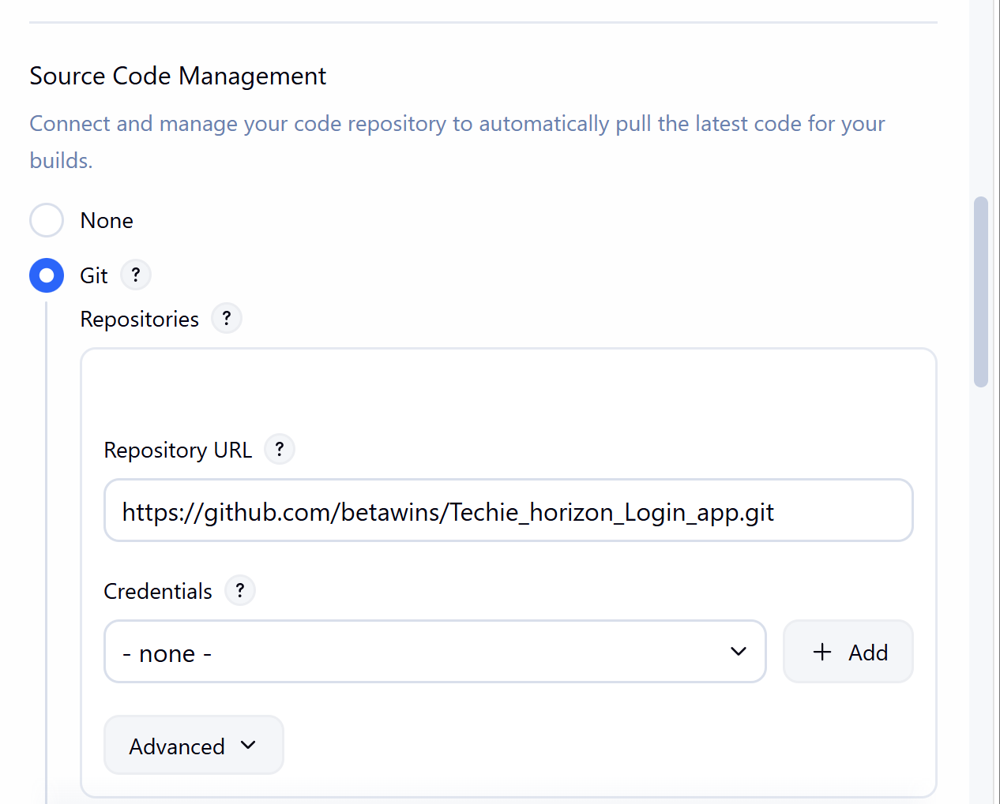 Source Code Management
Connect and manage your code repository to automatically pull the latest code for your
builds.
None
Git ?
Repositories ?
Repository URL ?
https://github.com/betawins/Techie_horizon_Login_app.git
Credentials ?
- none -
+ Add
Advanced